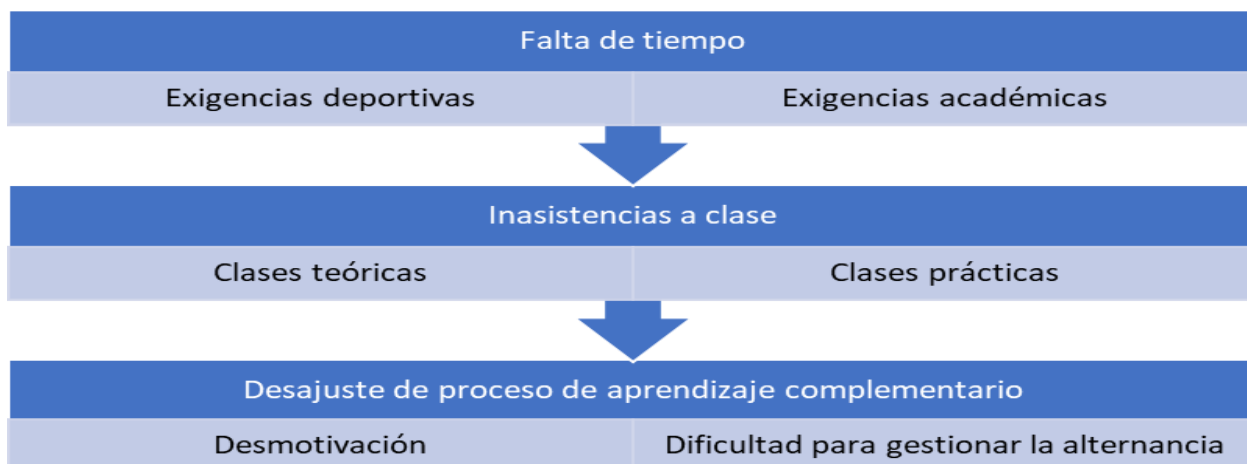 Falta de tiempo
Exigencias deportivas
Exigencias académicas
Inasistencias a clase
Clases teóricas
Clases prácticas
Desajuste de proceso de aprendizaje complementario
Desmotivación
Dificultad para gestionar la alternancia